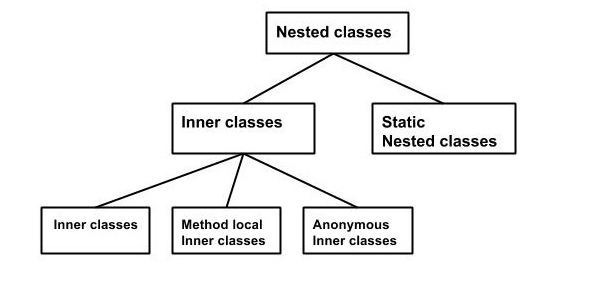 Nested classes
Inner classes
Static
Nested classes
Inner classes
Method local
Inner classes
Anonymous
Inner classes